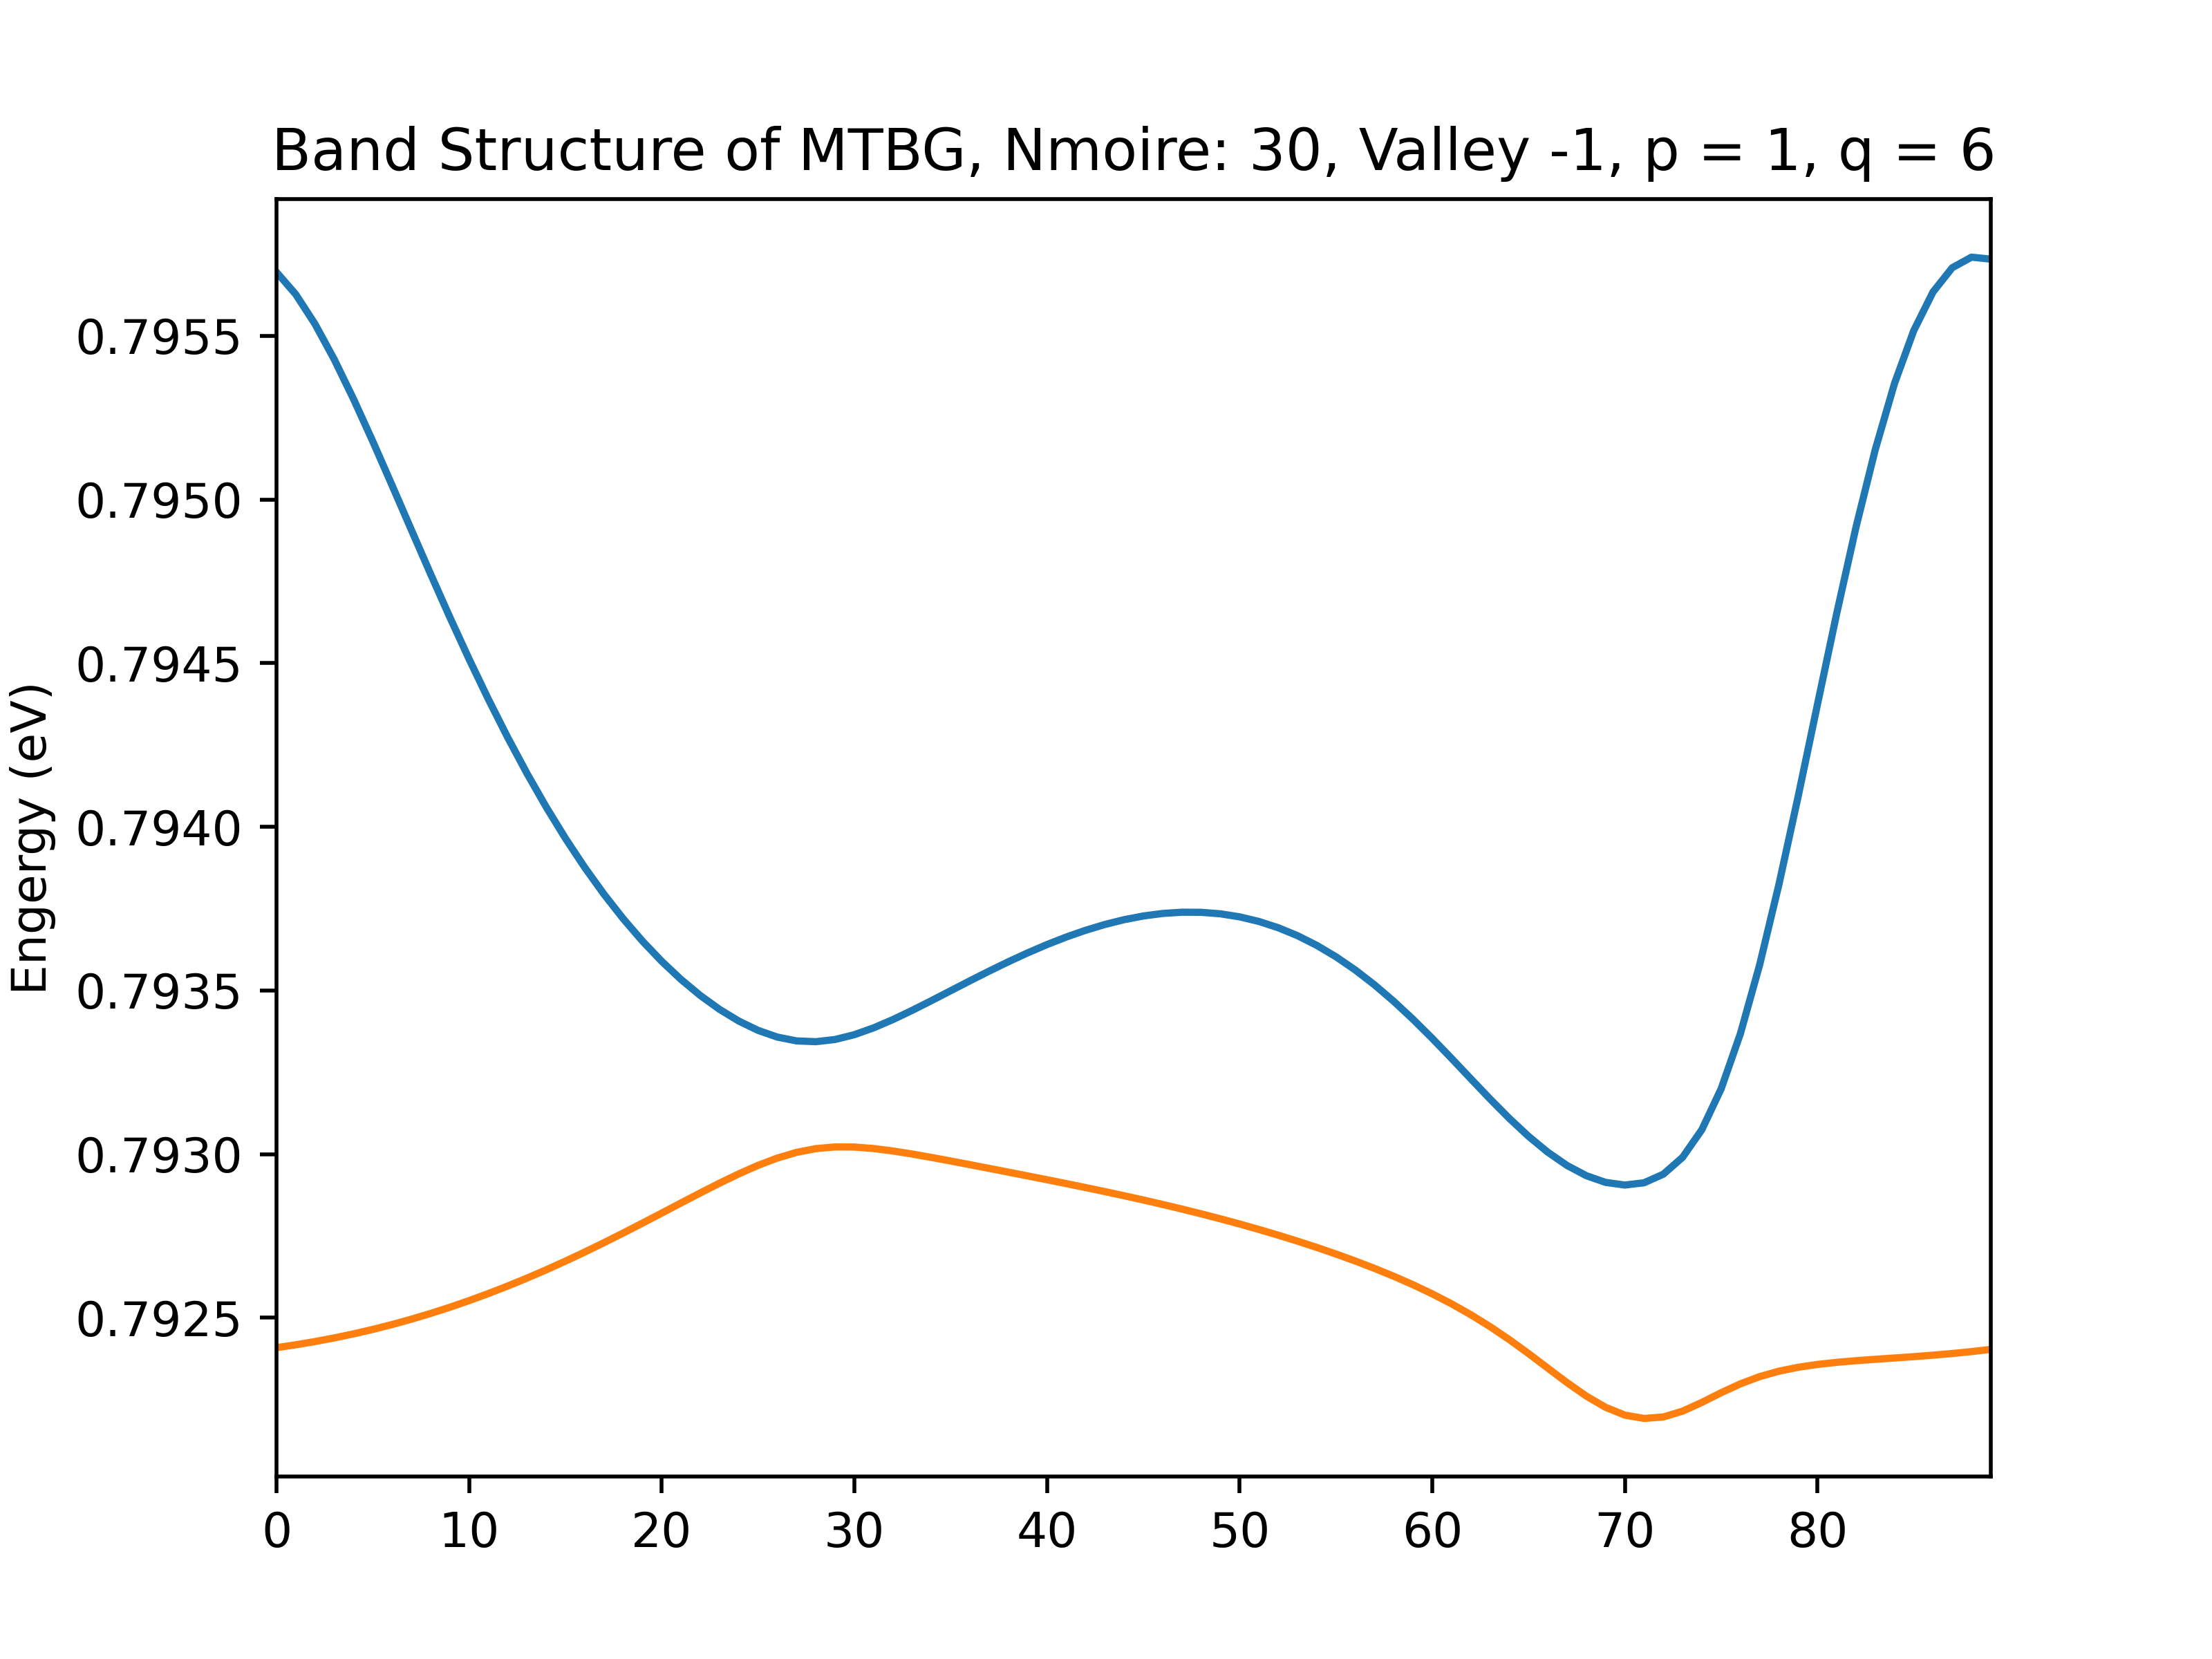 Band Structure of MTBG, Nmoire: 30, Valley -1, p = 1, q = 6
0.7955
0.7950
0.7945
0.7940
0.7935
0.7930
0.7925
Engergy (eV)
0 10 20 30 40 50 60 70 80